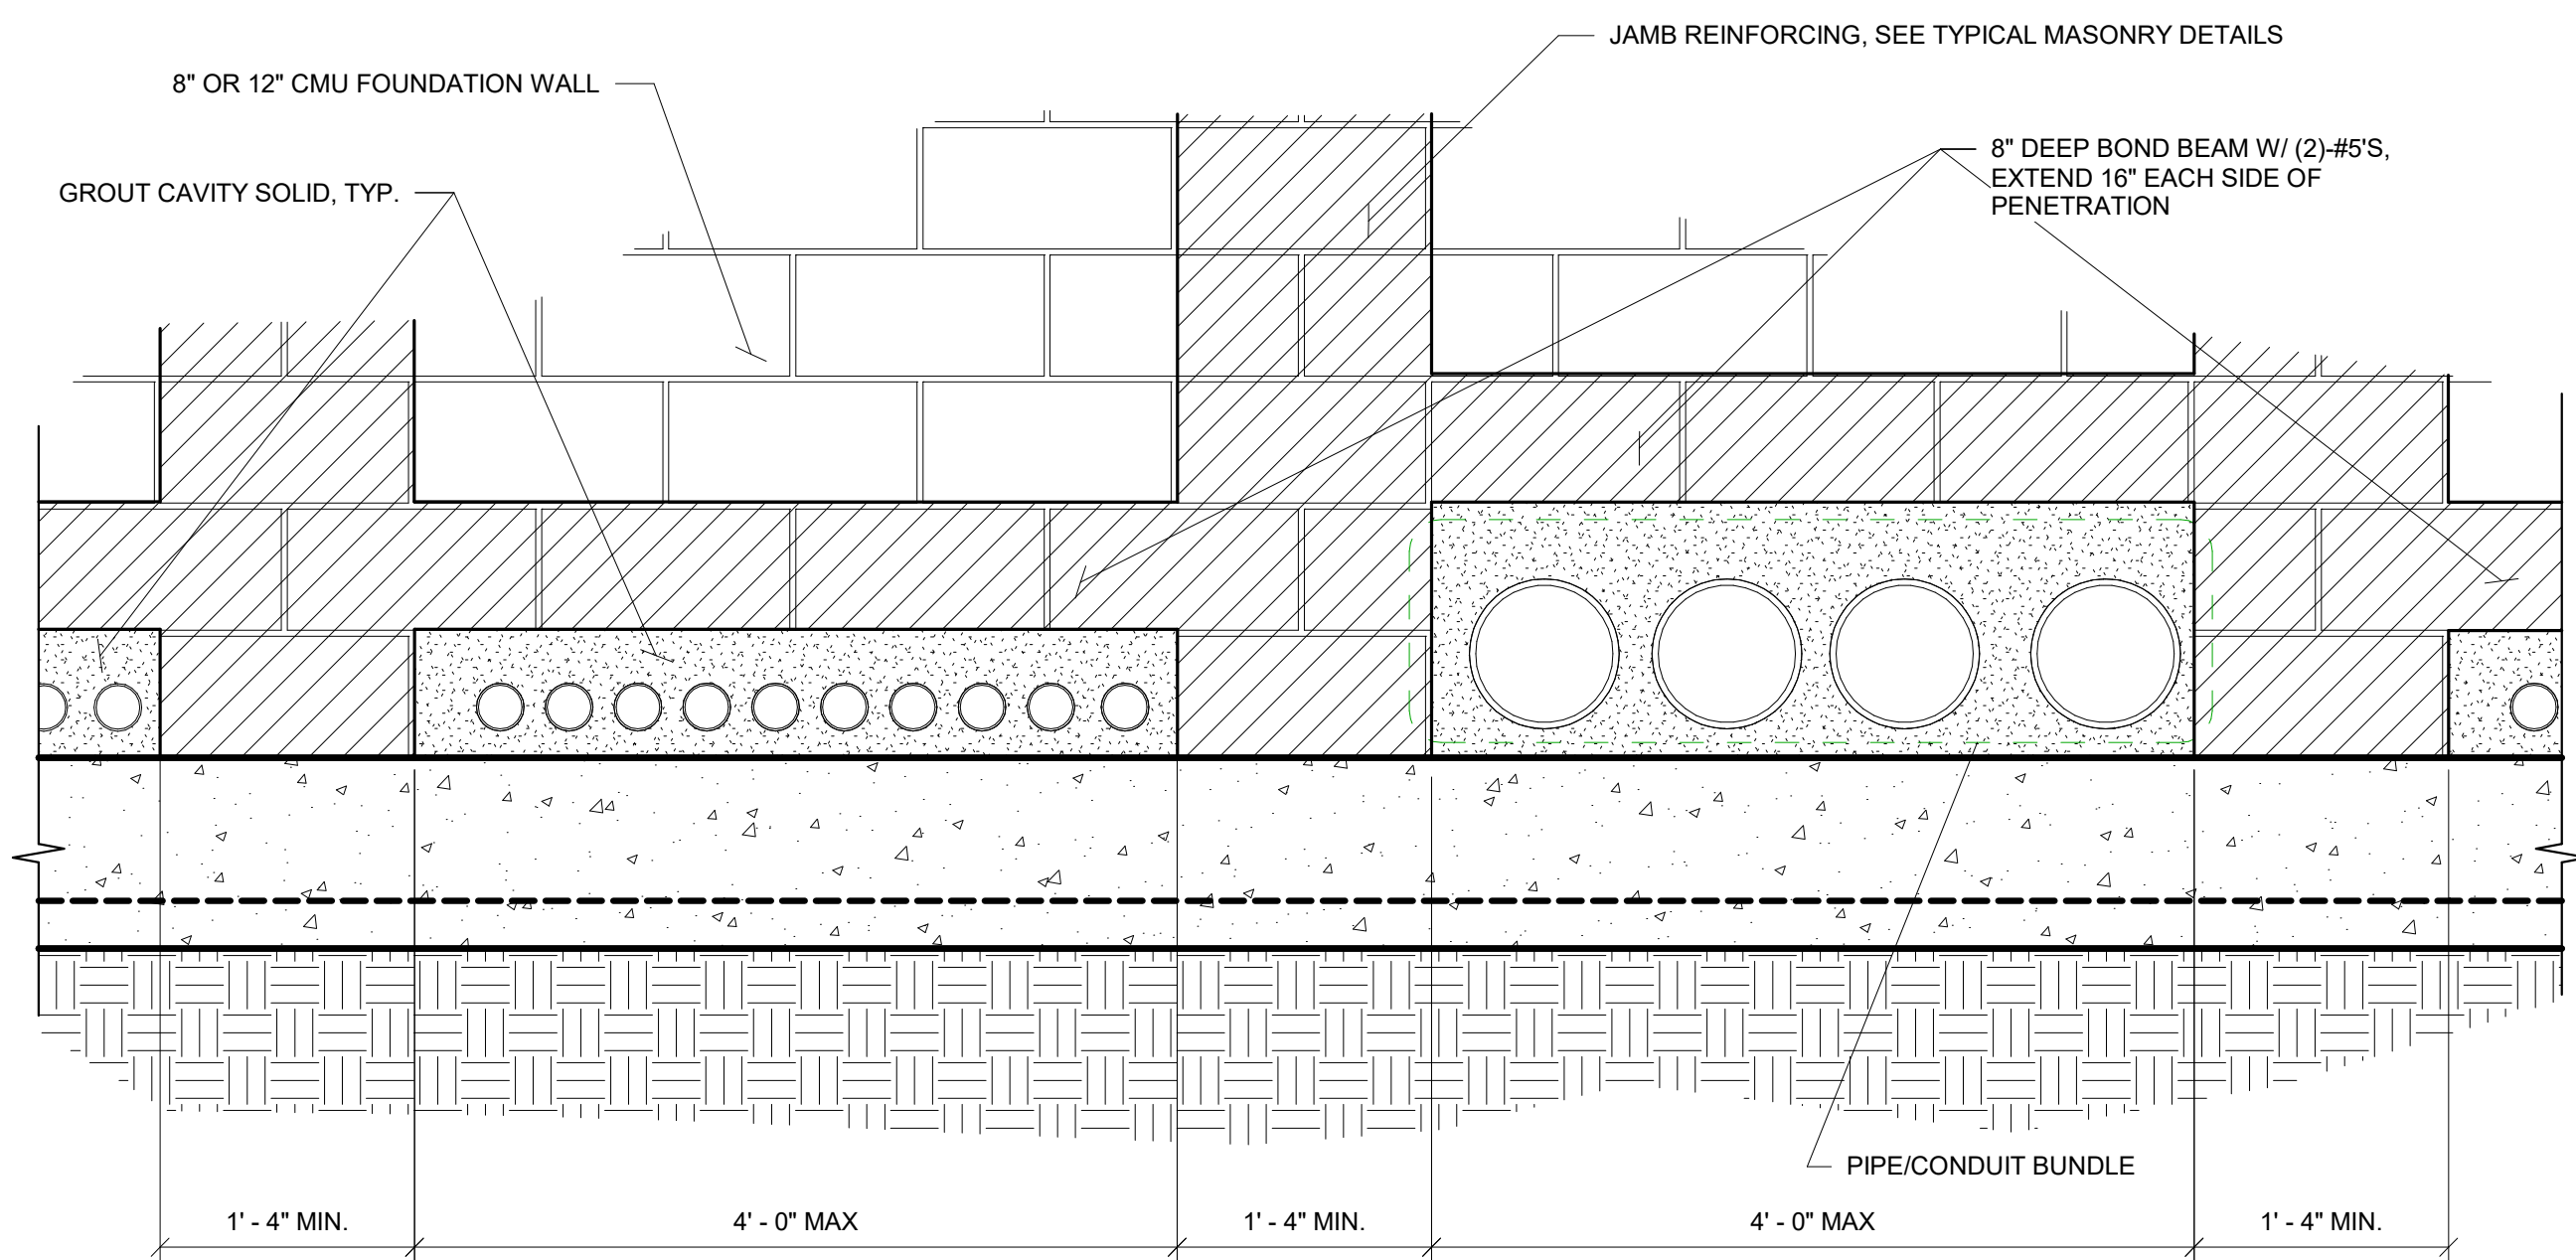 JAMB REINFORCING, SEE TYPICAL MASONRY DETAILS
8" OR 12" CMU FOUNDATION WALL
8" DEEP BOND BEAM W/ (2)-#5'S,
EXTEND 16" EACH SIDE OF
PENETRATION
GROUT CAVITY SOLID, TYP.
PIPE/CONDUIT BUNDLE
1' - 4" MIN.
4' - 0" MAX
1' - 4" MIN.
4' - 0" MAX
1' - 4" MIN.